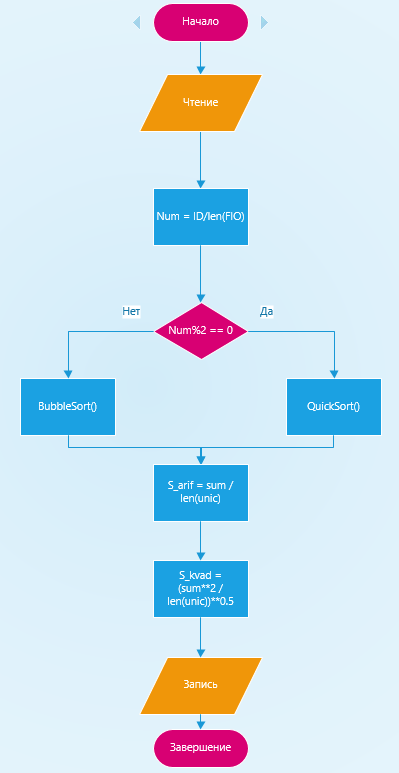 Начало
Чтение
Num = ID/len(FIO)
Нет
Да
Num%2 == 0
BubbleSort()
QuickSort()
S_arif = sum /
len(unic)
S_kvad =
(sum**2 /
len(unic))**0.5
Запись
Завершение